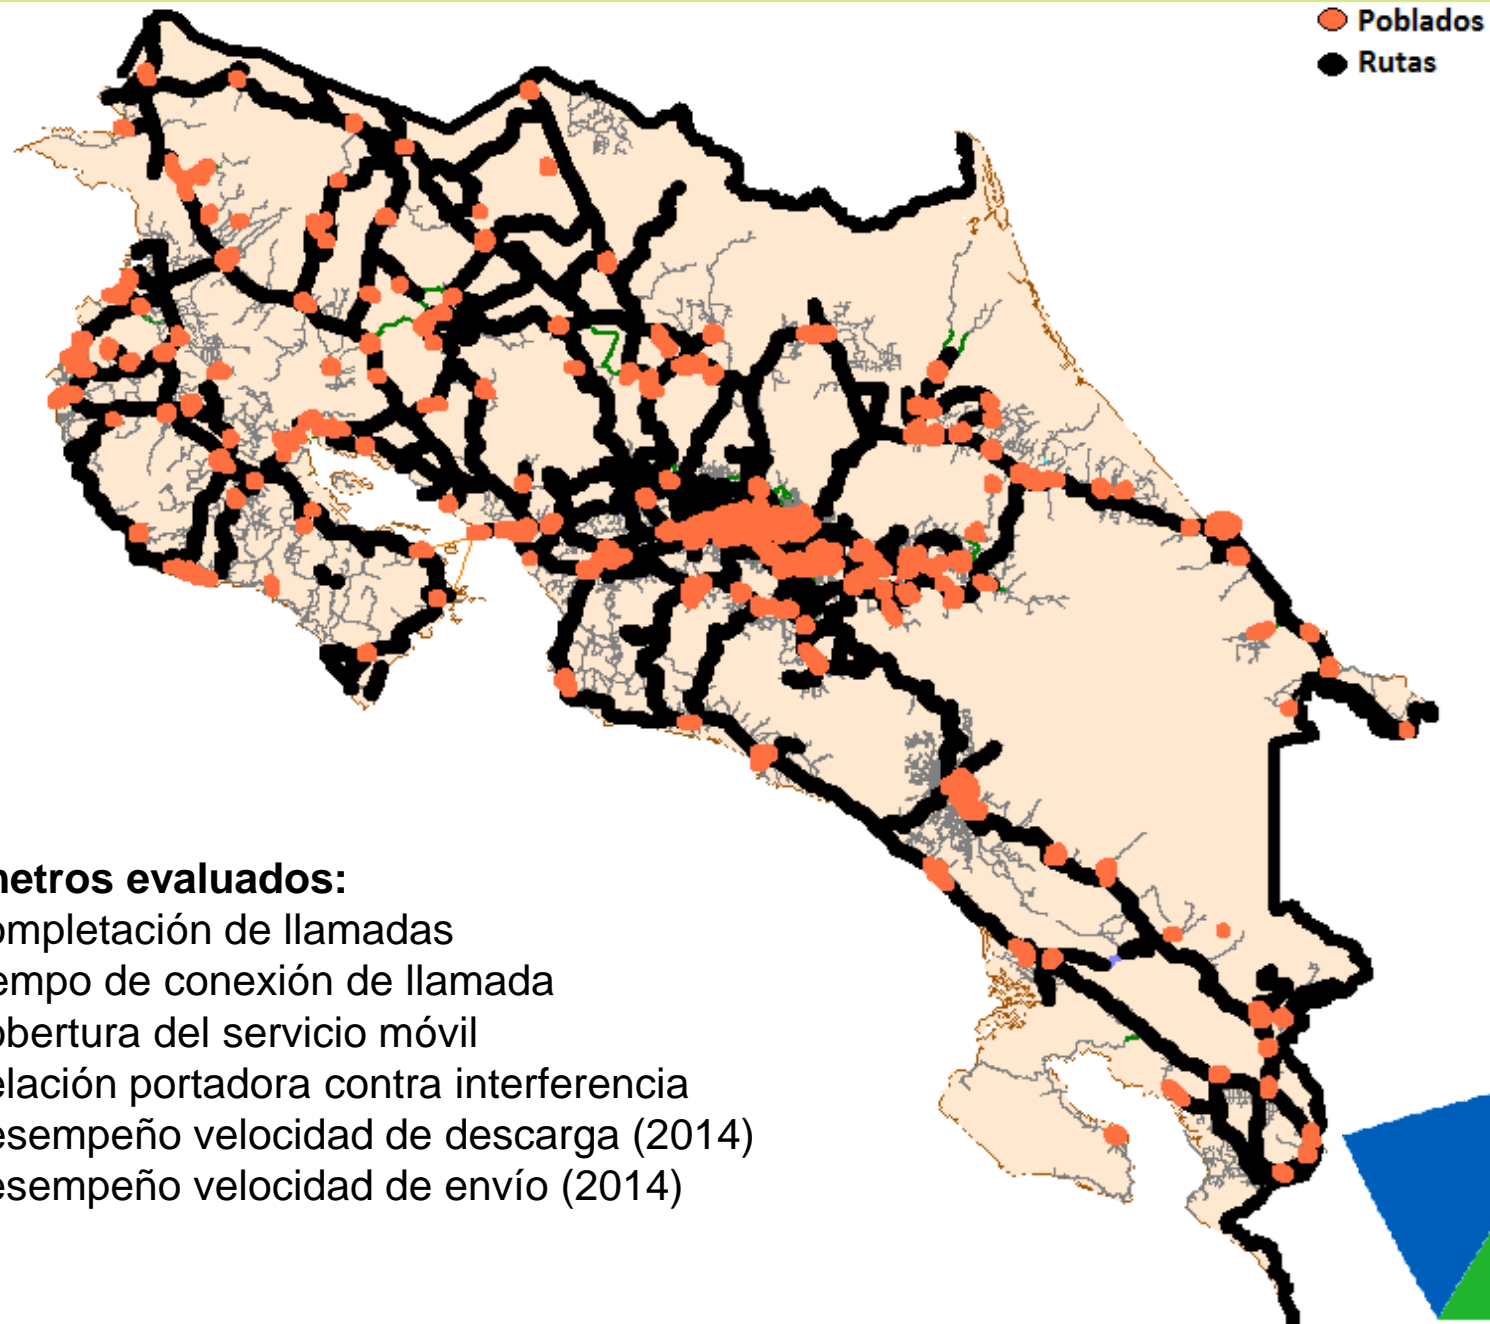 Poblados
Rutas
metros evaluados:
ompletación de llamadas
empo de conexión de llamada
obertura del servicio móvil
elación portadora contra interferencia
esempeño velocidad de descarga (2014)
esempeño velocidad de envío (2014)